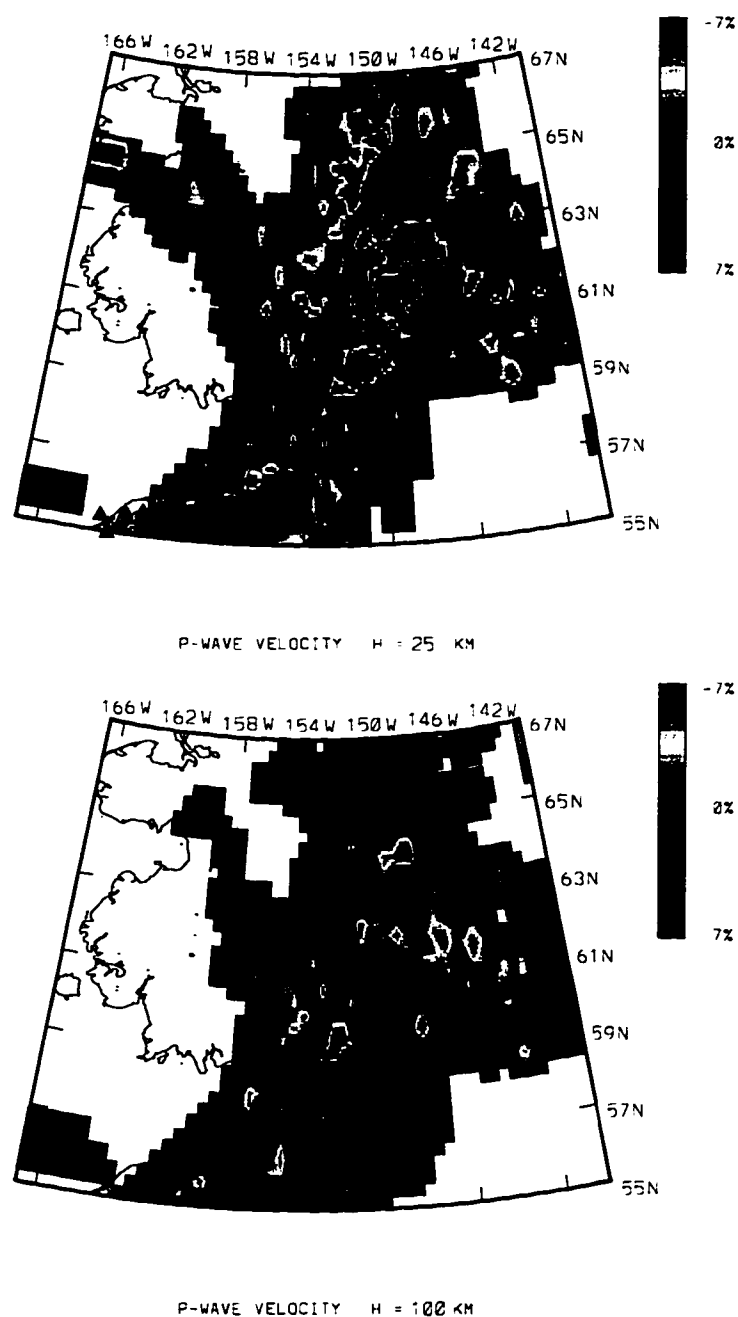 -7%
166W 162W 158W 154W 150W 146W 142W
67N
65N
0%
63N
7%
61N
59N
57N
55N
P-WAVE VELOCITY H = 25 KM
-7%
166W 162W 158W 154W 150W 146W 142W
67N
65N
0%
63N
7%
61N
59N
57N
55N
P-WAVE VELOCITY H = 100 KM